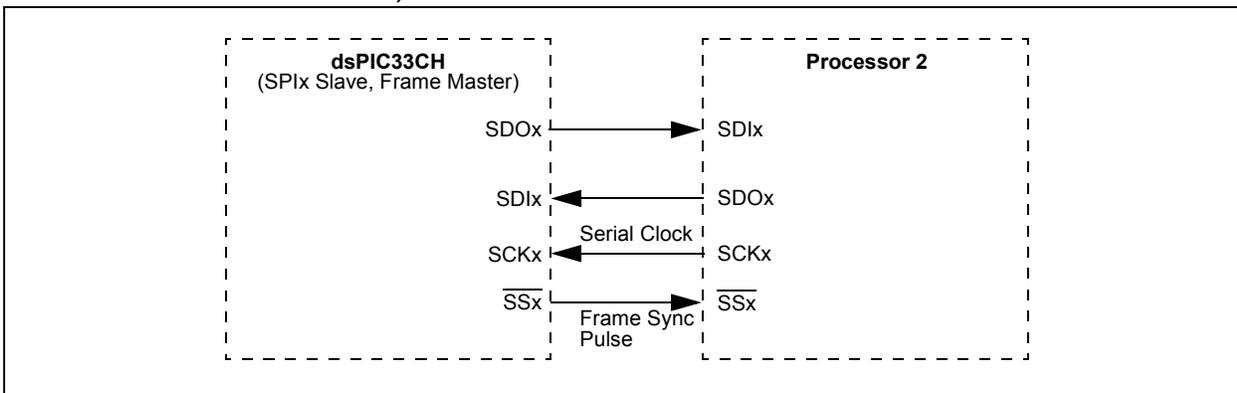 dsPIC33CH
(SPIx Slave, Frame Master)
Processor 2
SDOx
SDIx
SDIx
SDOx
Serial Clock
SCKx
SCKx
SSx
SSx
Frame Sync
Pulse